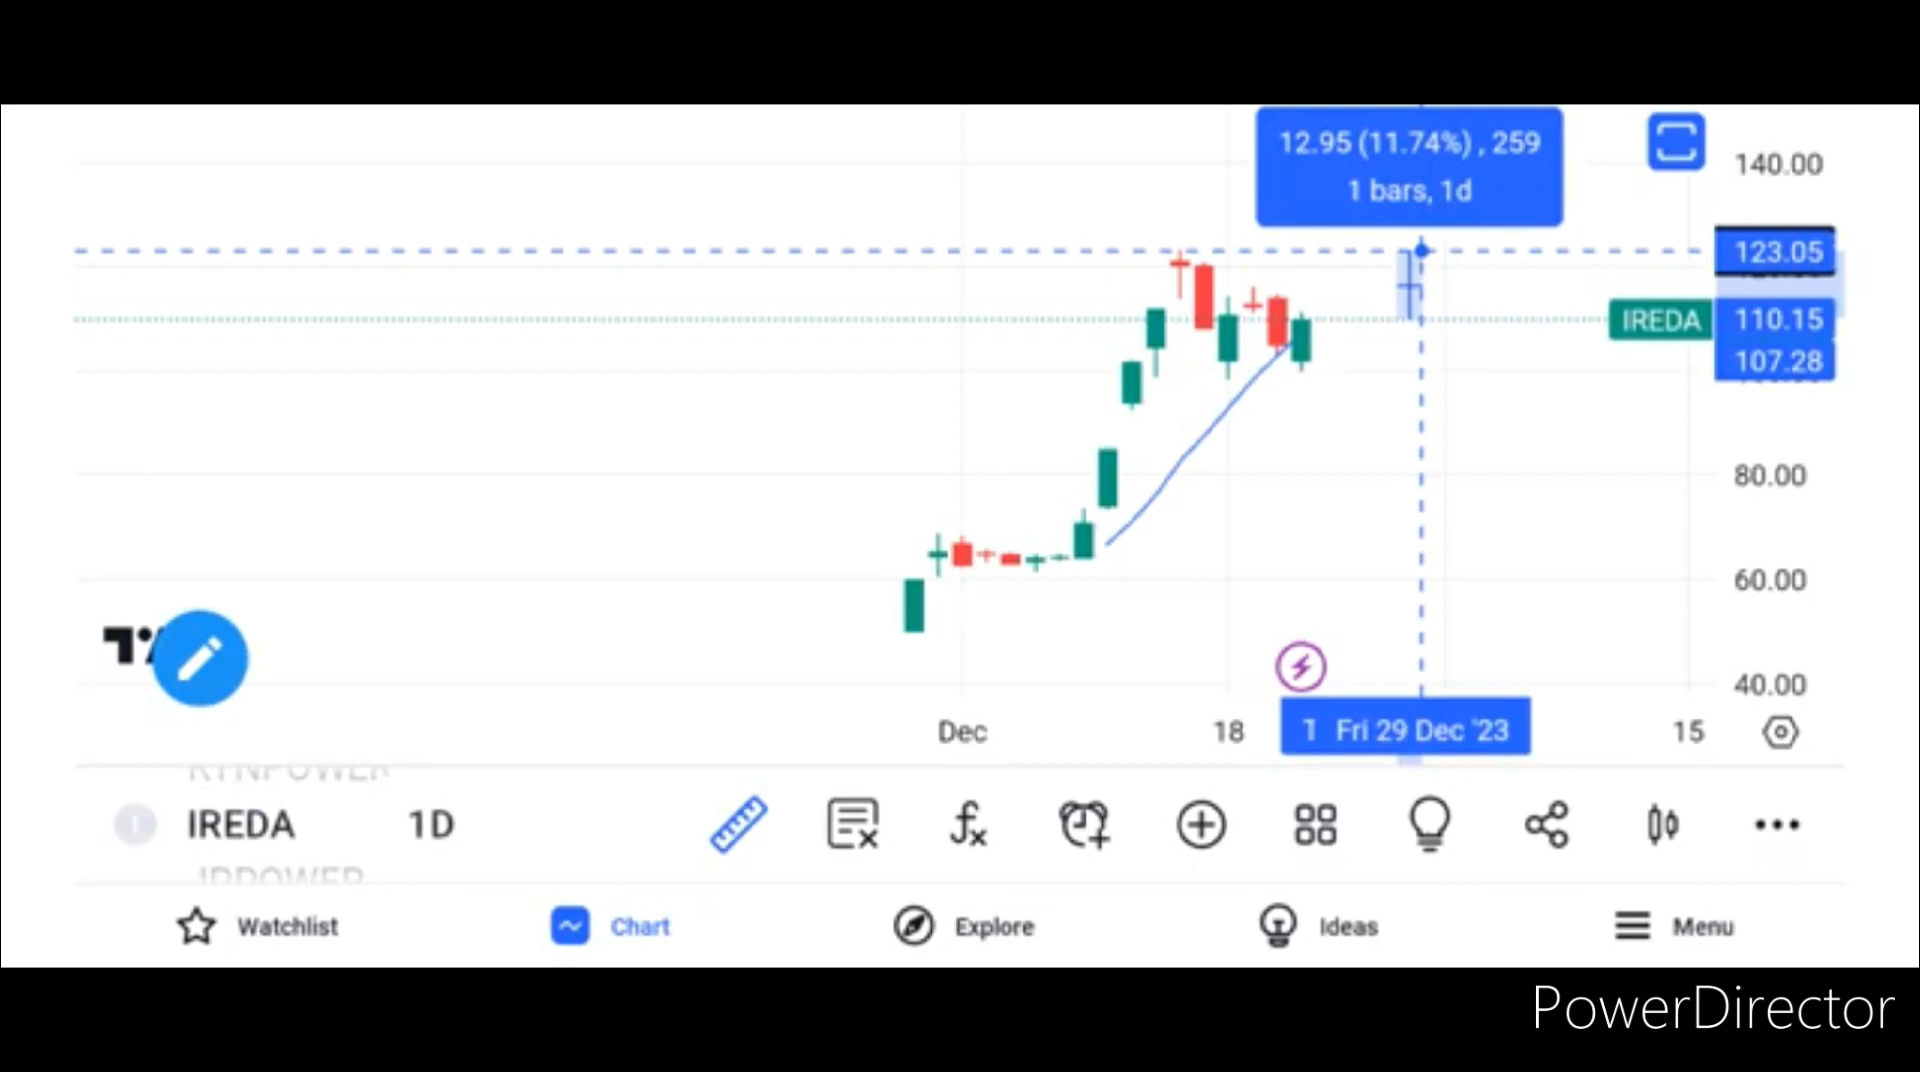 12.95 (11.74%) , 259
1 bars, 1d
140.00
123.05
IREDA 110.15
107.28
80.00
60.00
40.00
Dec 18 1 Fri 29 Dec '23 15
IREDA 1D
Watchlist Chart Explore Ideas Menu
PowerDirector